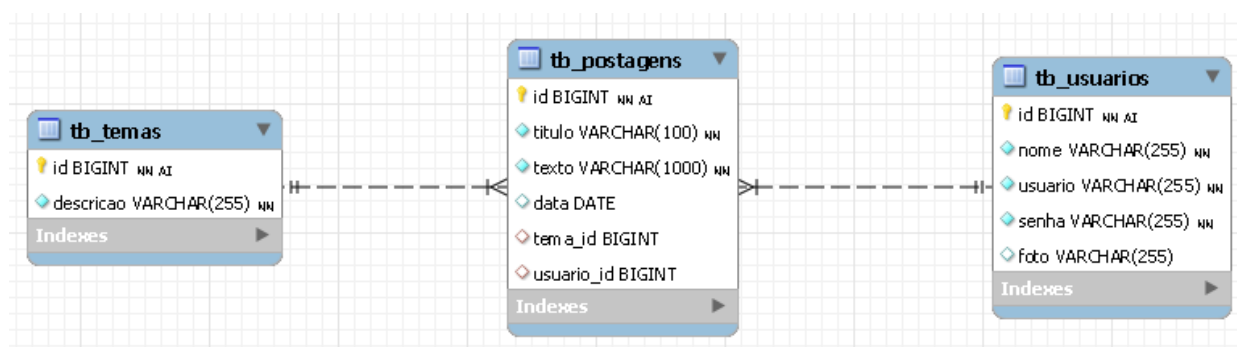 tb_temas
id BIGINT NN AI
descricao VARCHAR(255) NN
Indexes
tb_postagens
id BIGINT NN AI
titulo VARCHAR(100) NN
texto VARCHAR(1000) NN
data DATE
tema_id BIGINT
usuario_id BIGINT
Indexes
tb_usuarios
id BIGINT NN AI
nome VARCHAR(255) NN
usuario VARCHAR(255) NN
senha VARCHAR(255) NN
foto VARCHAR(255)
Indexes